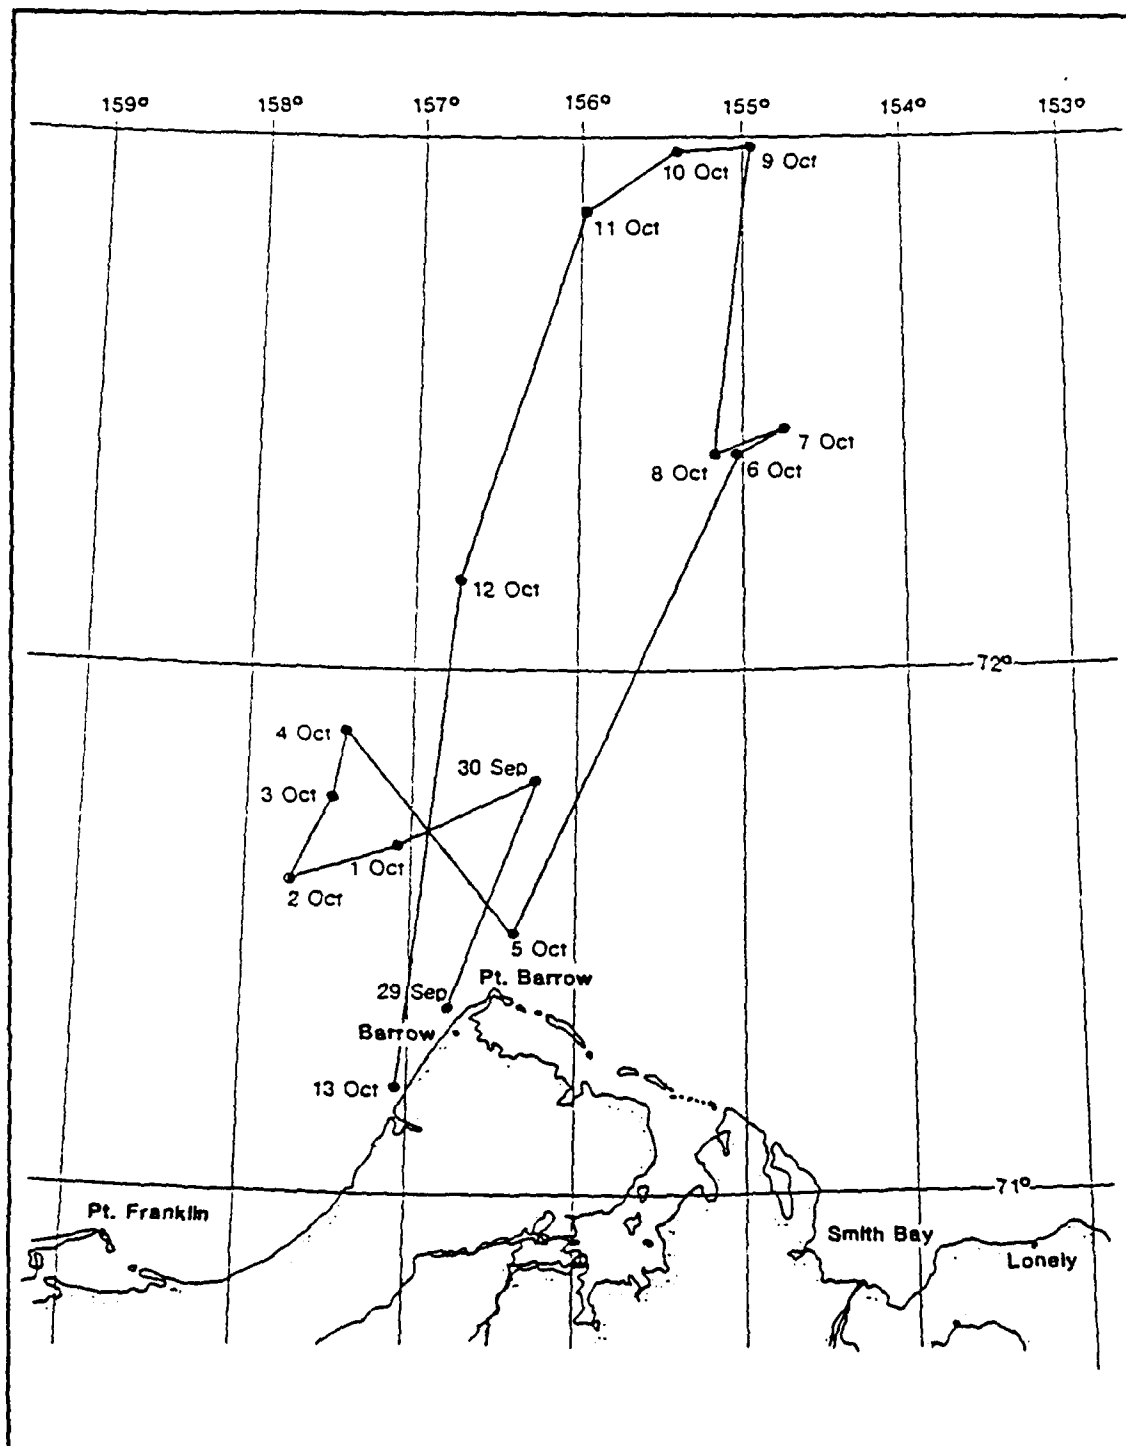 159° 158° 157° 156° 155° 154° 153°
10 Oct 9 Oct
11 Oct
7 Oct
8 Oct 6 Oct
12 Oct
72°
4 Oct
30 Sep
3 Oct
1 Oct
2 Oct
5 Oct
Pt. Barrow
29 Sep
Barrow
13 Oct
71°
Pt. Franklin
Smith Bay
Lonely